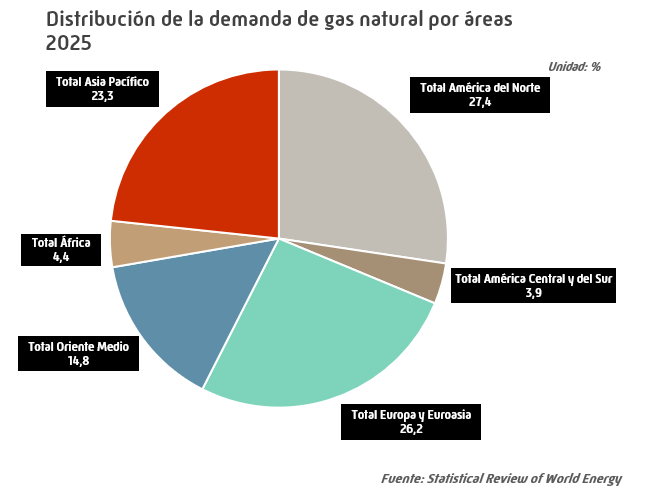 Distribución de la demanda de gas natural por áreas
2025
Unidad: %
Total Asia Pacífico
23,3
Total América del Norte
27,4
Total África
4,4
Total América Central y del Sur
3,9
Total Oriente Medio
14,8
Total Europa y Euroasia
26,2
Fuente: Statistical Review of World Energy